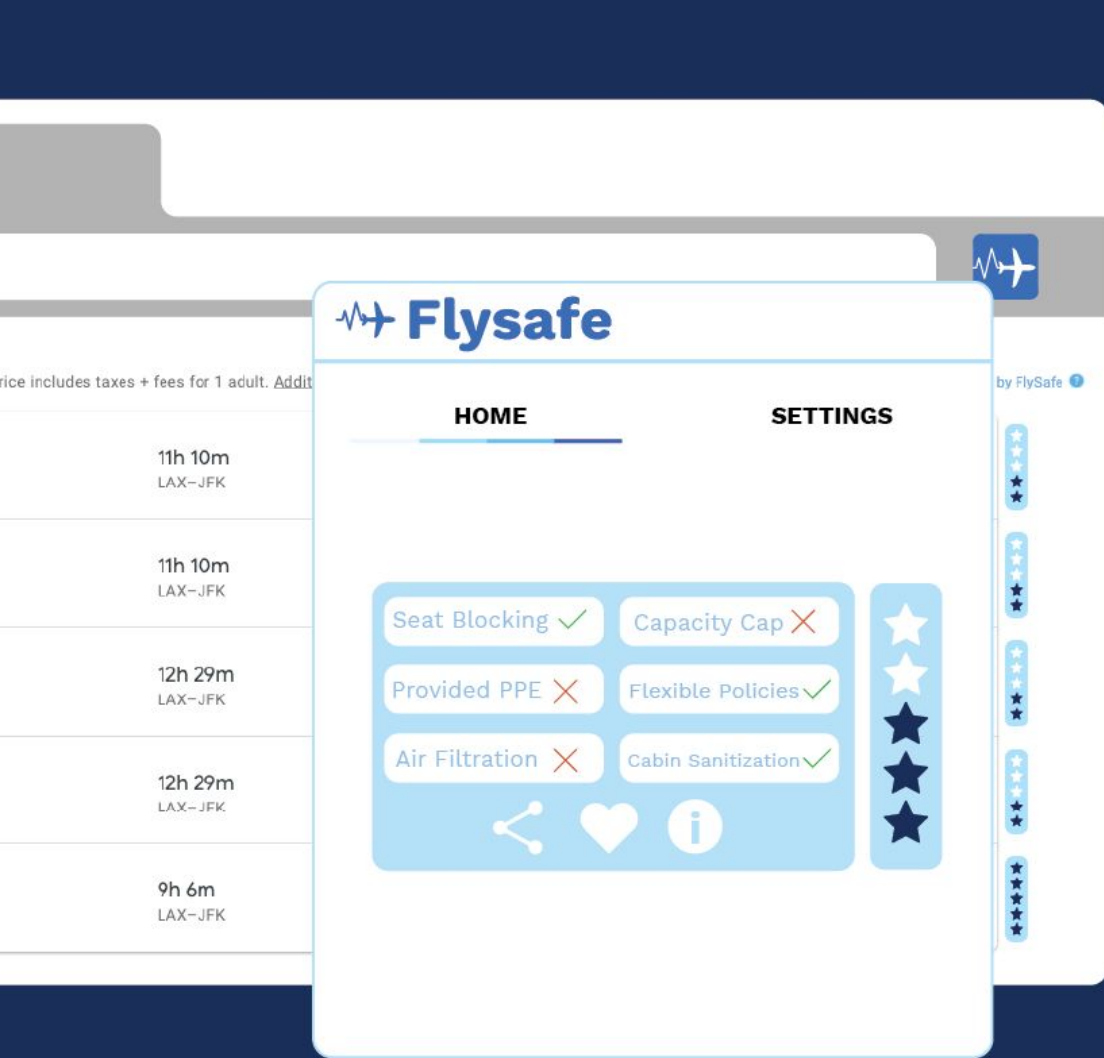 Flysafe
rice includes taxes + fees for 1 adult. Addit
by FlySafe ?
HOME
SETTINGS
11h 10m
LAX–JFK
11h 10m
LAX–JFK
12h 29m
LAX–JFK
12h 29m
LAX–JFK
9h 6m
LAX–JFK
Seat Blocking
Capacity Cap
Provided PPE
Flexible Policies
Air Filtration
Cabin Sanitization
i